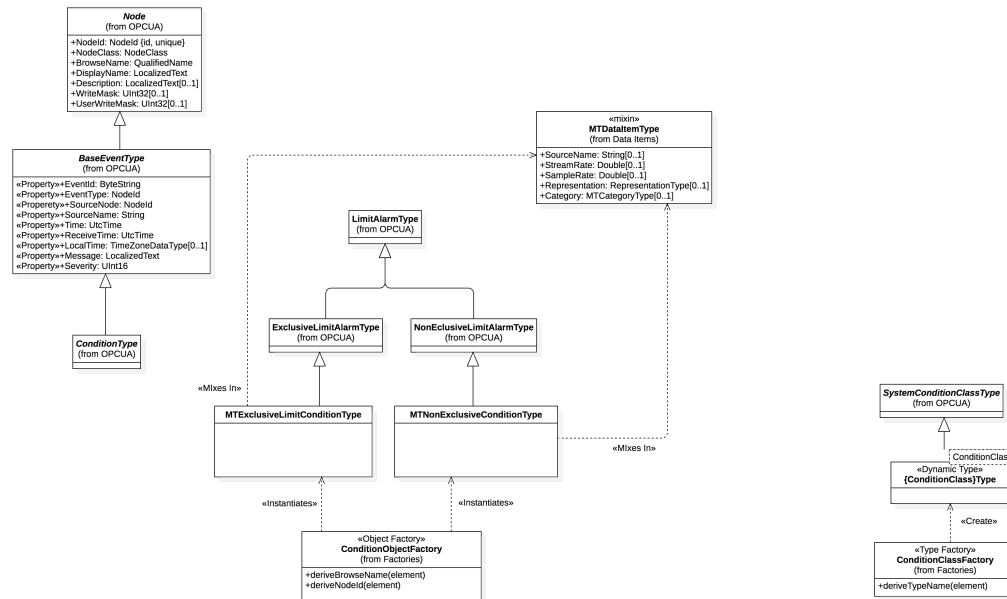 Node
(from OPCUA)
+NodeId: NodeId {id, unique}
+NodeClass: NodeClass
+BrowseName: QualifiedName
+DisplayName: LocalizedText
+Description: LocalizedText[0..1]
+WriteMask: UInt32[0..1]
+UserWriteMask: UInt32[0..1]
BaseEventType
(from OPCUA)
«Property»+EventId: ByteString
«Property»+EventType: NodeId
«Properety»+SourceNode: NodeId
«Property»+SourceName: String
«Property»+Time: UtcTime
«Property»+ReceiveTime: UtcTime
«Property»+LocalTime: TimeZoneDataType[0..1]
«Property»+Message: LocalizedText
«Property»+Severity: UInt16
ConditionType
(from OPCUA)
«mixin»
MTDataItemType
(from Data Items)
+SourceName: String[0..1]
+StreamRate: Double[0..1]
+SampleRate: Double[0..1]
+Representation: RepresentationType[0..1]
+Category: MTCategoryType[0..1]
LimitAlarmType
(from OPCUA)
ExclusiveLimitAlarmType
(from OPCUA)
NonEclusiveLimitAlarmType
(from OPCUA)
«MIxes In»
MTExclusiveLimitConditionType
MTNonExclusiveConditionType
«MIxes In»
«Instantiates»
«Instantiates»
«Object Factory»
ConditionObjectFactory
(from Factories)
+deriveBrowseName(element)
+deriveNodeId(element)
SystemConditionClassType
(from OPCUA)
ConditionClas
«Dynamic Type»
{ConditionClass}Type
«Create»
«Type Factory»
ConditionClassFactory
(from Factories)
+deriveTypeName(element)